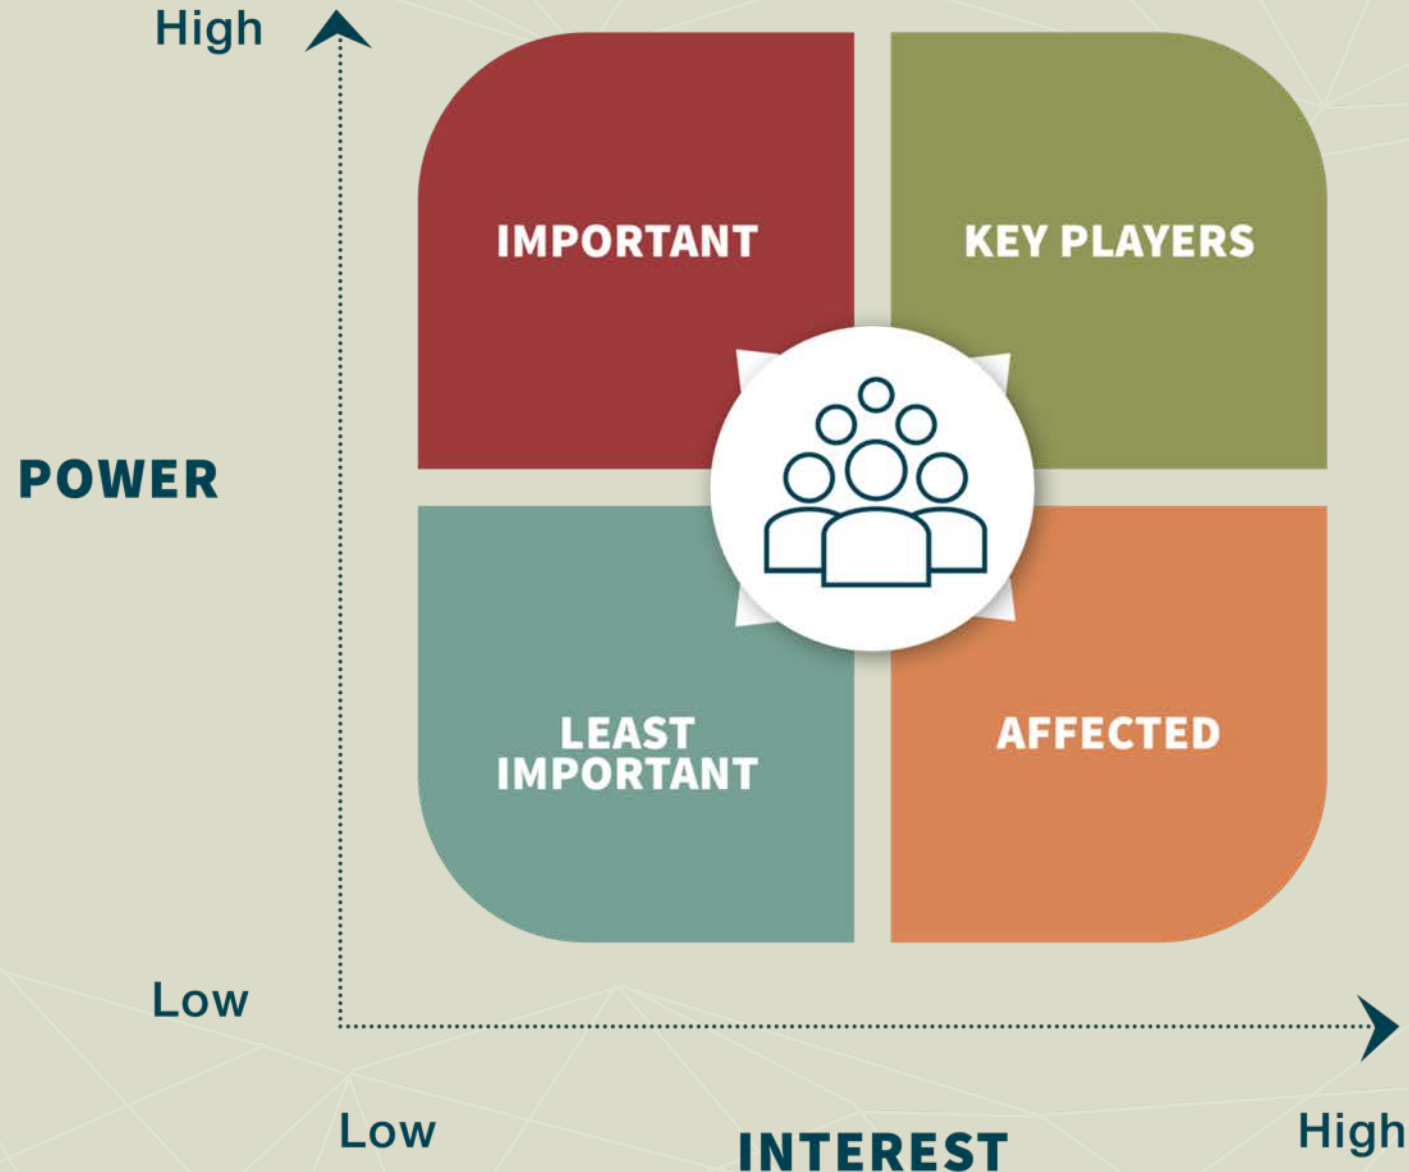 High
IMPORTANT
KEY PLAYERS
POWER
LEAST
IMPORTANT
AFFECTED
Low
Low
INTEREST
High